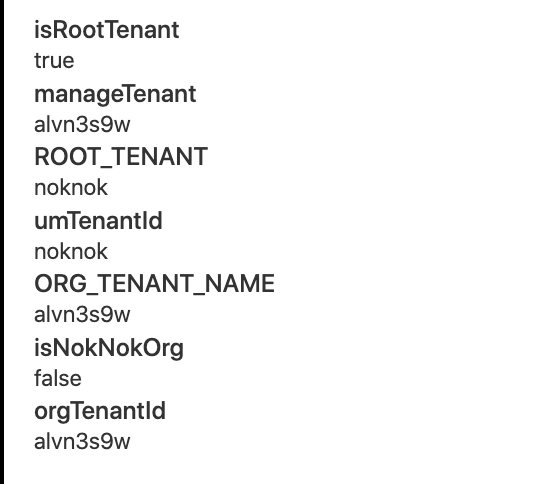 isRootTenant
true
manageTenant
alvn3s9w
ROOT_TENANT
noknok
umTenantId
noknok
ORG_TENANT_NAME
alvn3s9w
isNokNokOrg
false
orgTenantId
alvn3s9w